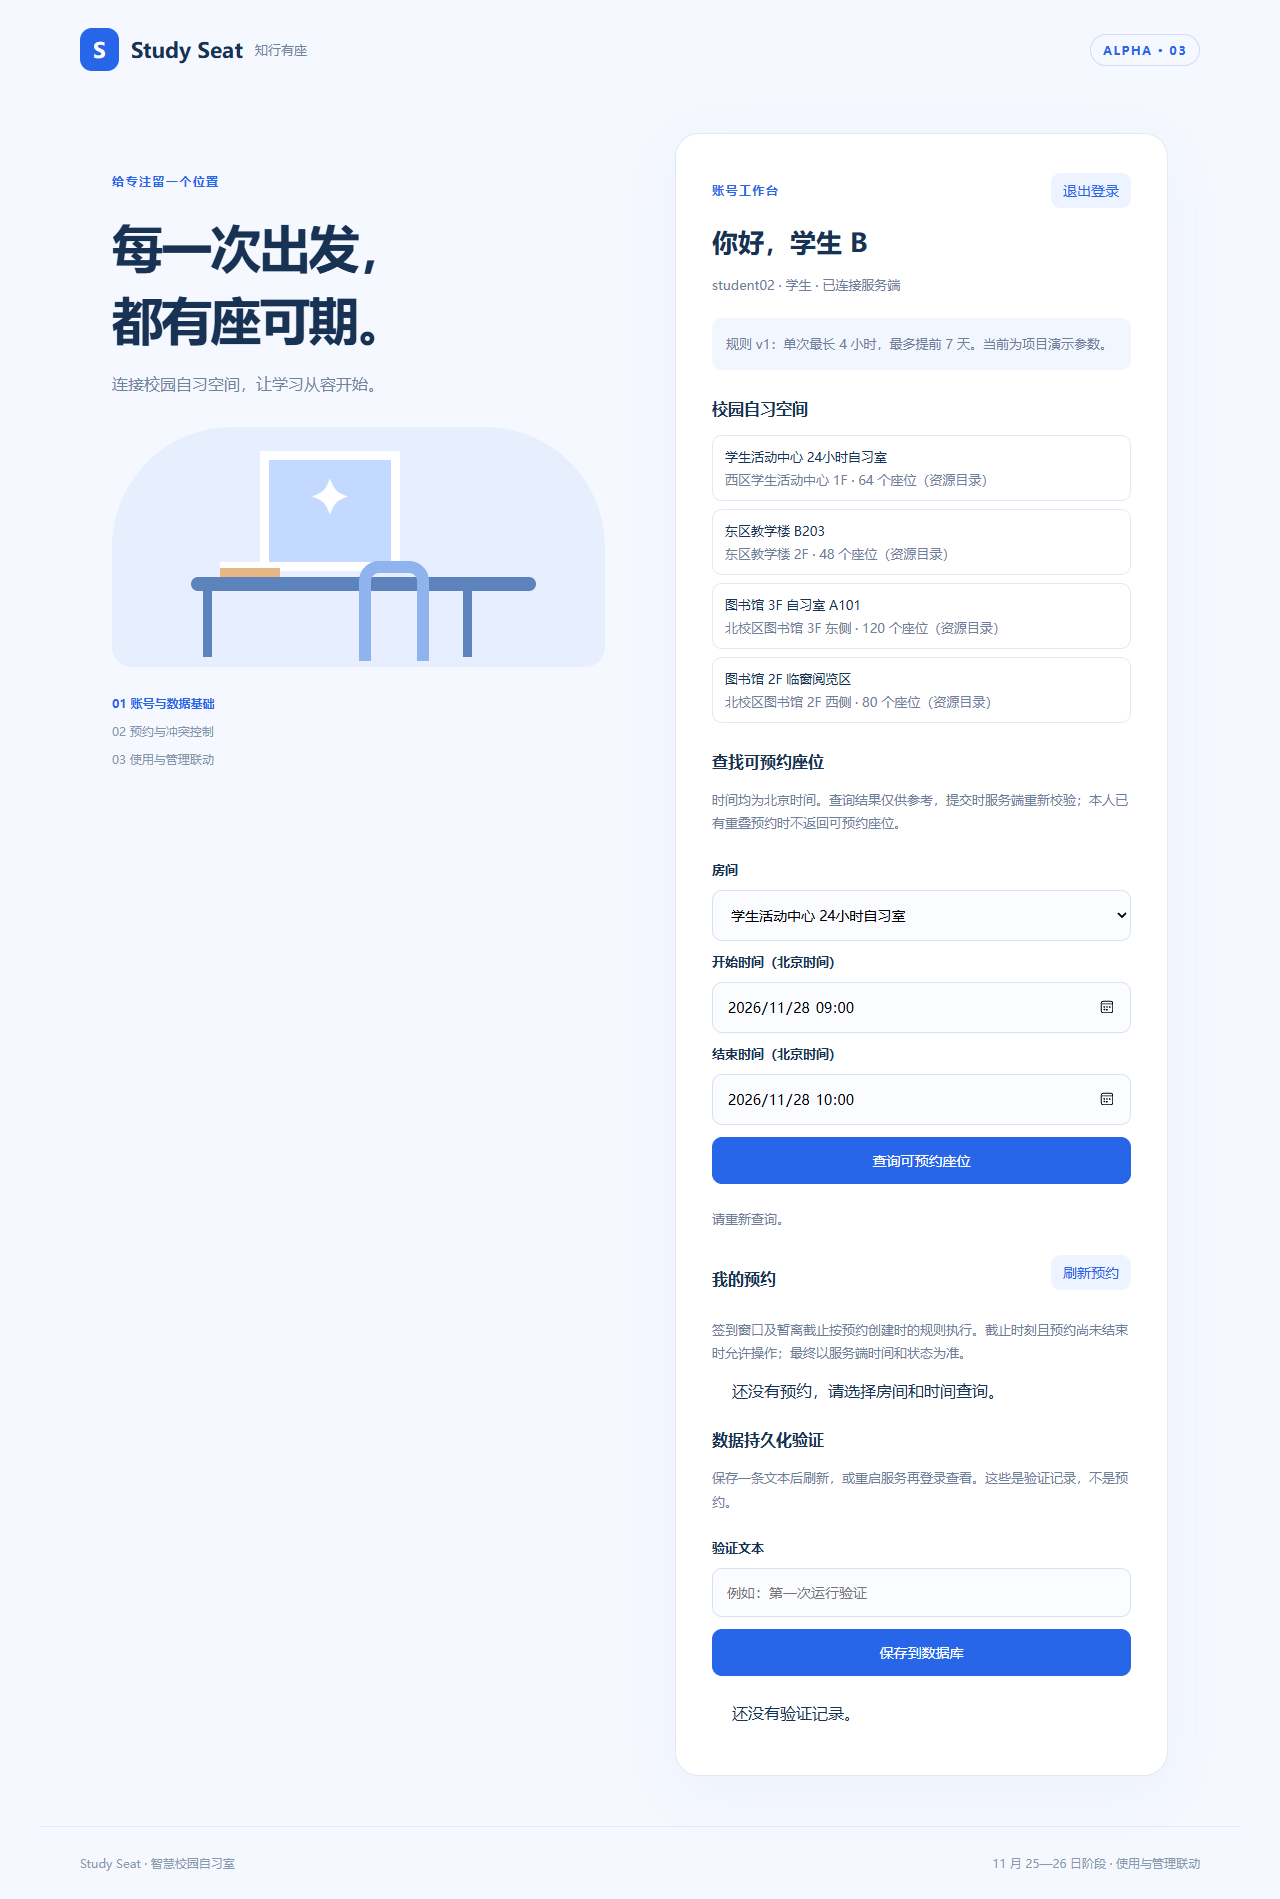 S Study Seat 知行有座
ALPHA • 03
给专注留一个位置
每一次出发，
都有座可期。
连接校园自习空间，让学习从容开始。
01 账号与数据基础
02 预约与冲突控制
03 使用与管理联动
账号工作台
退出登录
你好，学生 B
student02 · 学生 · 已连接服务端
规则 v1：单次最长 4 小时，最多提前 7 天。当前为项目演示参数。
校园自习空间
学生活动中心 24小时自习室
西区学生活动中心 1F · 64 个座位（资源目录）
东区教学楼 B203
东区教学楼 2F · 48 个座位（资源目录）
图书馆 3F 自习室 A101
北校区图书馆 3F 东侧 · 120 个座位（资源目录）
图书馆 2F 临窗阅览区
北校区图书馆 2F 西侧 · 80 个座位（资源目录）
查找可预约座位
时间均为北京时间。查询结果仅供参考，提交时服务端重新校验；本人已
有重叠预约时不返回可预约座位。
房间
学生活动中心 24小时自习室
开始时间（北京时间）
2026/11/28 09:00
结束时间（北京时间）
2026/11/28 10:00
查询可预约座位
请重新查询。
我的预约
刷新预约
签到窗口及暂离截止按预约创建时的规则执行。截止时刻且预约尚未结束
时允许操作；最终以服务端时间和状态为准。
还没有预约，请选择房间和时间查询。
数据持久化验证
保存一条文本后刷新，或重启服务再登录查看。这些是验证记录，不是预
约。
验证文本
例如：第一次运行验证
保存到数据库
还没有验证记录。
Study Seat · 智慧校园自习室
11 月 25—26 日阶段 · 使用与管理联动